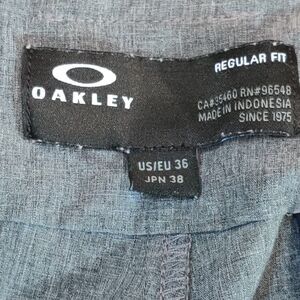 OAKLEY
REGULAR FIT
CA#35460 RN#96548
MADE IN INDONESIA
SINCE 1975
US/EU 36
JPN 38